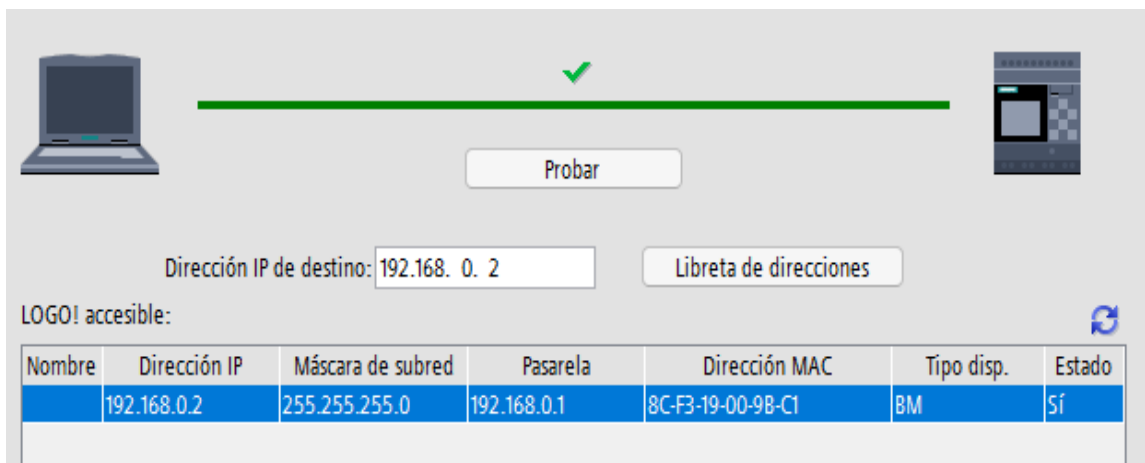 Probar
Dirección IP de destino: 192.168. 0. 2 Libreta de direcciones
LOGO! accesible:
Nombre Dirección IP Máscara de subred Pasarela Dirección MAC Tipo disp. Estado
192.168.0.2 255.255.255.0 192.168.0.1 8C-F3-19-00-9B-C1 BM Sí